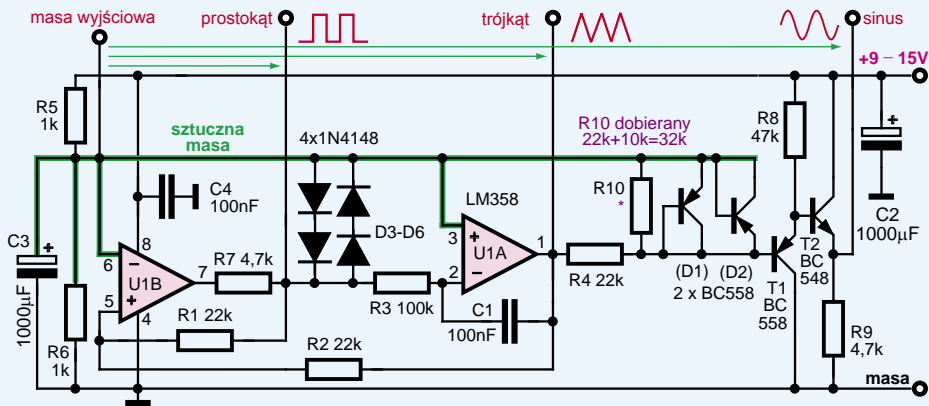 masa wyjściowa
prostokąt
trójkąt
sinus
+9 – 15V
R5
1k
sztuczna
masa
4x1N4148
R10 dobierany
22k+10k=32k
R8
47k
+
C4
100nF
LM358
R10
*
C2
1000µF
C3
+
1000µF
8
6
–
U1B
7
5
+
4
R7 4,7k
D3-D6
3
+
U1A
1
2
–
R3 100k
R4 22k
(D1)
(D2)
2 x BC558
T1
BC
558
T2
BC
548
C1
100nF
R1 22k
R2 22k
R6
1k
R9
4,7k
masa